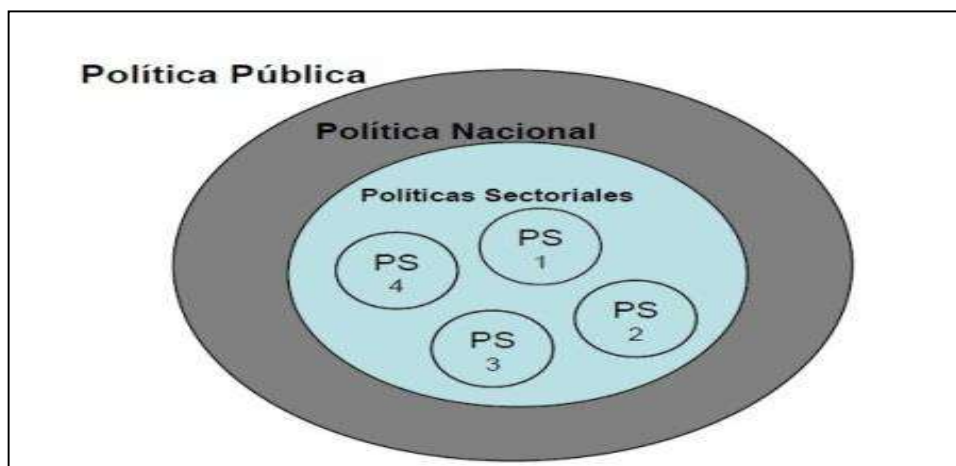 Política Pública
Política Nacional
Políticas Sectoriales
PS
1
PS
4
PS
2
PS
3